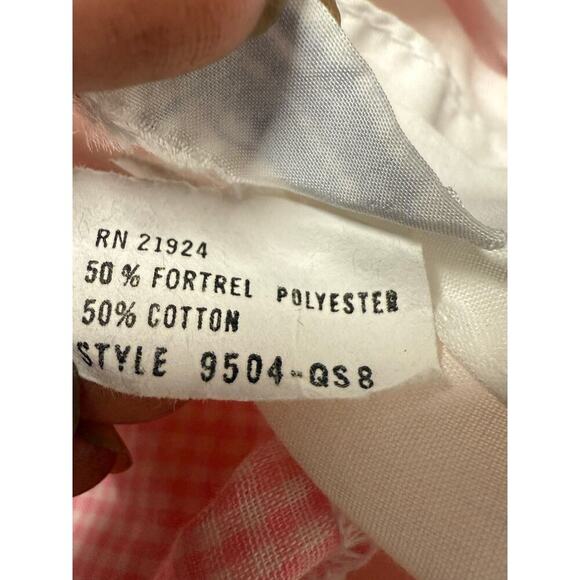 RN 21924
50% FORTREL POLYESTER
50% COTTON
STYLE 9504-QS8